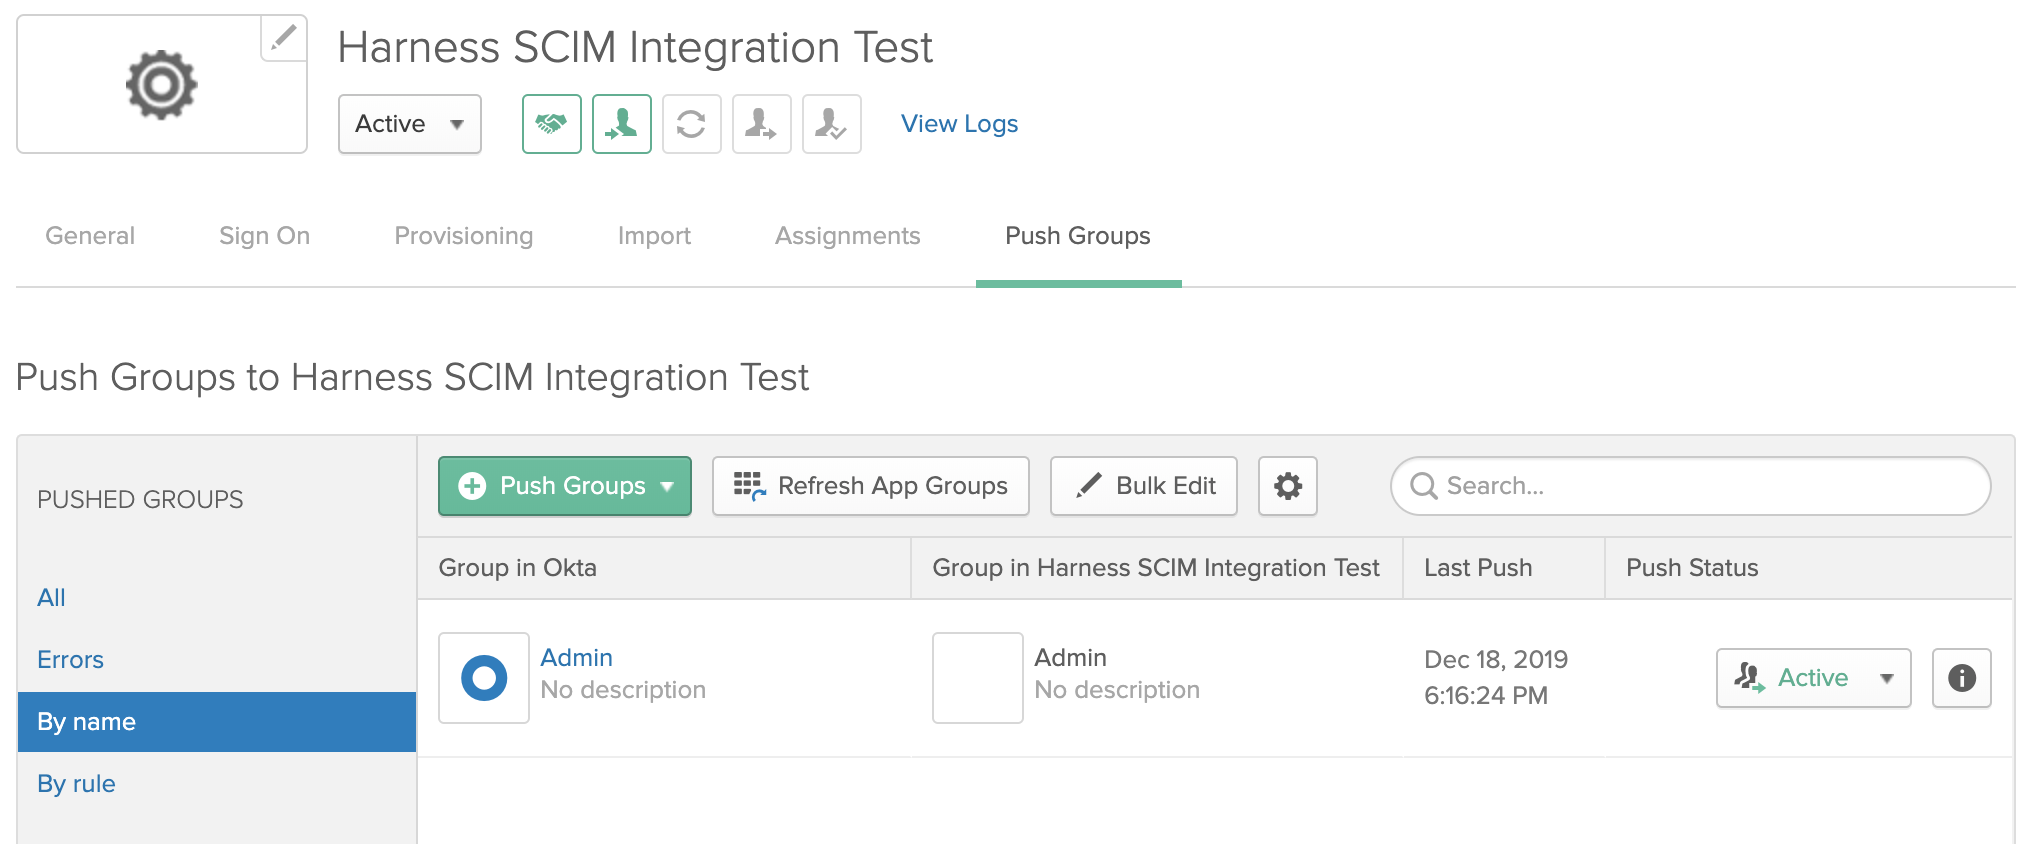 Harness SCIM Integration Test
Active
View Logs
General
Sign On
Provisioning
Import
Assignments
Push Groups
Push Groups to Harness SCIM Integration Test
PUSHED GROUPS
All
Errors
By name
By rule
Push Groups
Refresh App Groups
Bulk Edit
Search...
Group in Okta
Group in Harness SCIM Integration Test
Last Push
Push Status
Admin
No description
Admin
No description
Dec 18, 2019
6:16:24 PM
Active